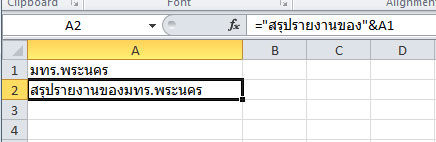 Clipboard Font Alignment
A2 fx ="สรุปรายงานของ"&A1
A B C D
1 มทร.พระนคร
2 สรุปรายงานของมทร.พระนคร
3
4